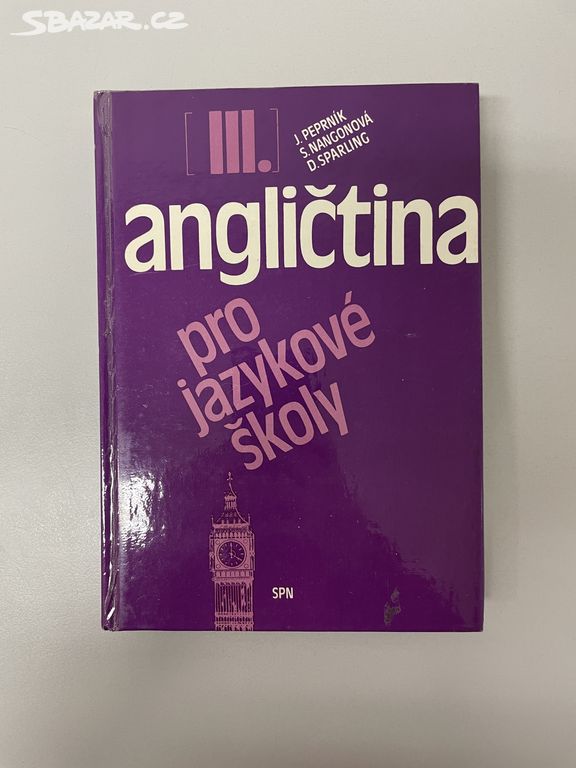 SBAZAR.CZ
[III.]
J. PEPRNÍK
S. NANGONOVÁ
D. SPARLING
angličtina
pro
jazykové
školy
SPN